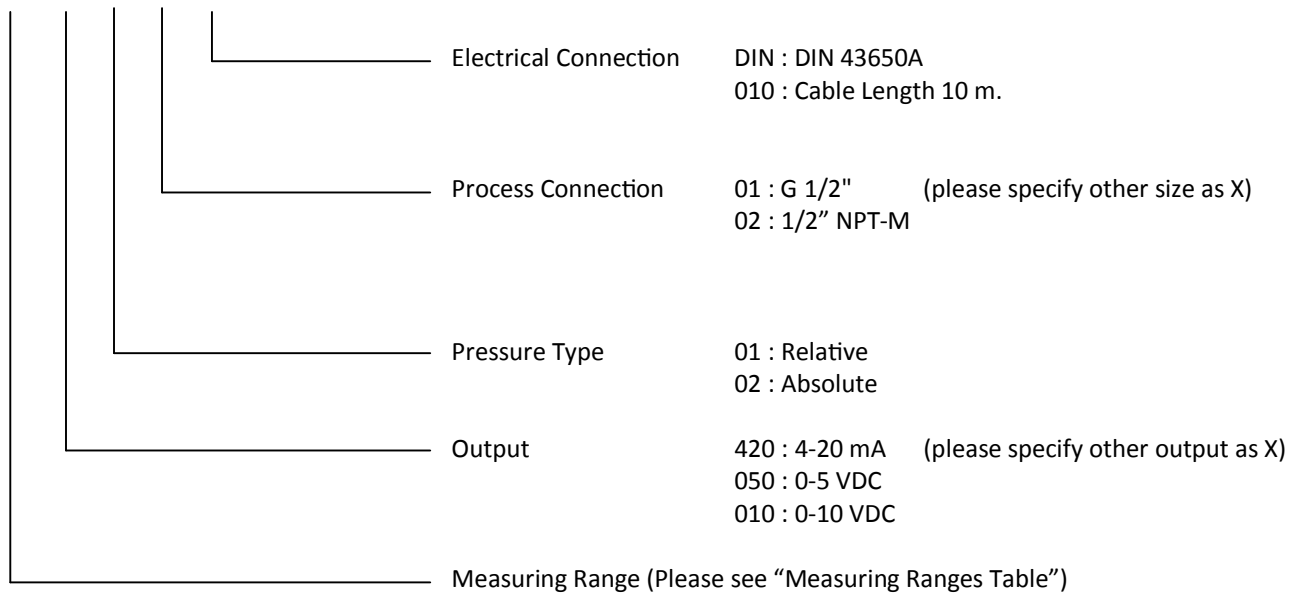 Electrical Connection DIN : DIN 43650A
010 : Cable Length 10 m.
Process Connection 01 : G 1/2" (please specify other size as X)
02 : 1/2” NPT-M
Pressure Type 01 : Relative
02 : Absolute
Output 420 : 4-20 mA (please specify other output as X)
050 : 0-5 VDC
010 : 0-10 VDC
Measuring Range (Please see “Measuring Ranges Table”)